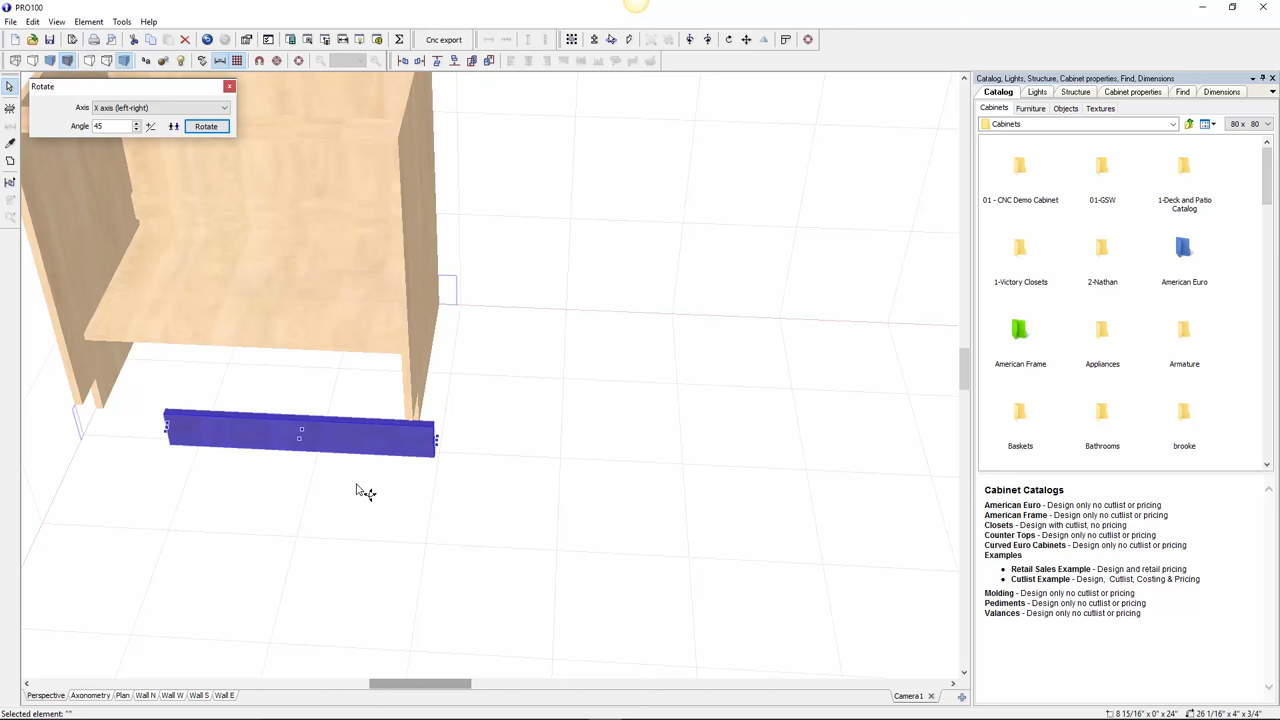 PRO100
File Edit View Element Tools Help
Cnc export
Rotate
Axis X axis (left-right)
Angle 45 Rotate
Catalog, Lights, Structure, Cabinet properties, Find, Dimensions
Catalog Lights Structure Cabinet properties Find Dimensions
Cabinets Furniture Objects Textures
Cabinets 80 x 80
01 - CNC Demo Cabinet 01-GSW 1-Deck and Patio
Catalog
1-Victory Closets 2-Nathan American Euro
American Frame Appliances Armature
Baskets Bathrooms brooke
Cabinet Catalogs
American Euro - Design only no cutlist or pricing
American Frame - Design only no cutlist or pricing
Closets - Design with cutlist, no pricing
Counter Tops - Design only no cutlist or pricing
Curved Euro Cabinets - Design only no cutlist or pricing
Examples
• Retail Sales Example - Design and retail pricing
• Cutlist Example - Design, Cutlist, Costing & Pricing
Molding - Design only no cutlist or pricing
Pediments - Design only no cutlist or pricing
Valances - Design only no cutlist or pricing
Perspective Axonometry Plan Wall N Wall W Wall S Wall E Camera1
Selected element: "" 8 15/16" x 0" x 24" 26 1/16" x 4" x 3/4"